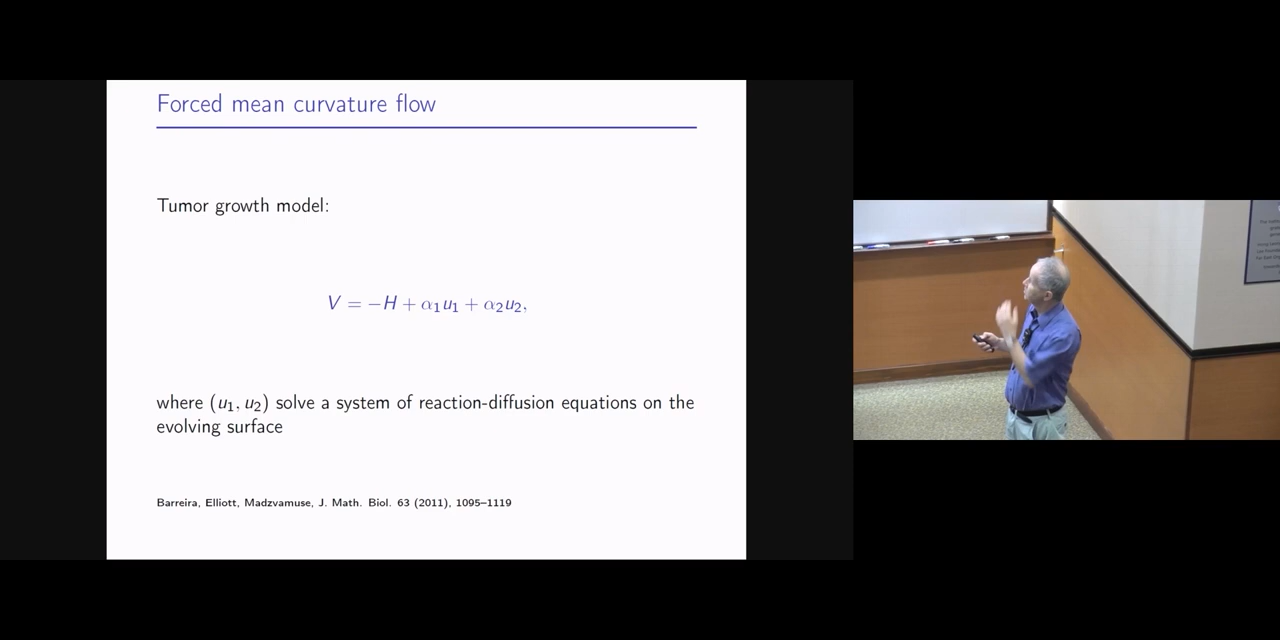 Forced mean curvature flow
Tumor growth model:
V = −H + α₁u₁ + α₂u₂,
where (u₁, u₂) solve a system of reaction-diffusion equations on the
evolving surface
Barreira, Elliott, Madzvamuse, J. Math. Biol. 63 (2011), 1095–1119